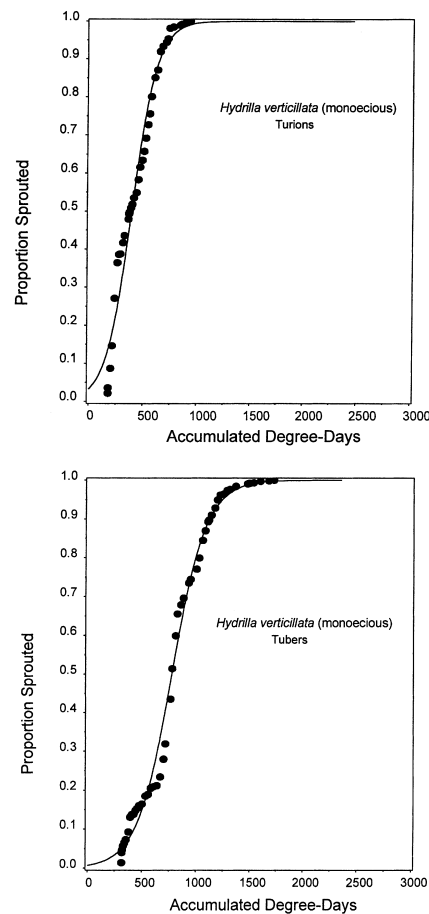 1.0
0.9
0.8
0.7
0.6
0.5
0.4
0.3
0.2
0.1
0.0
Proportion Sprouted
Hydrilla verticillata (monoecious)
Turions
0 500 1000 1500 2000 2500 3000
Accumulated Degree-Days
1.0
0.9
0.8
0.7
0.6
0.5
0.4
0.3
0.2
0.1
0.0
Proportion Sprouted
Hydrilla verticillata (monoecious)
Tubers
0 500 1000 1500 2000 2500 3000
Accumulated Degree-Days